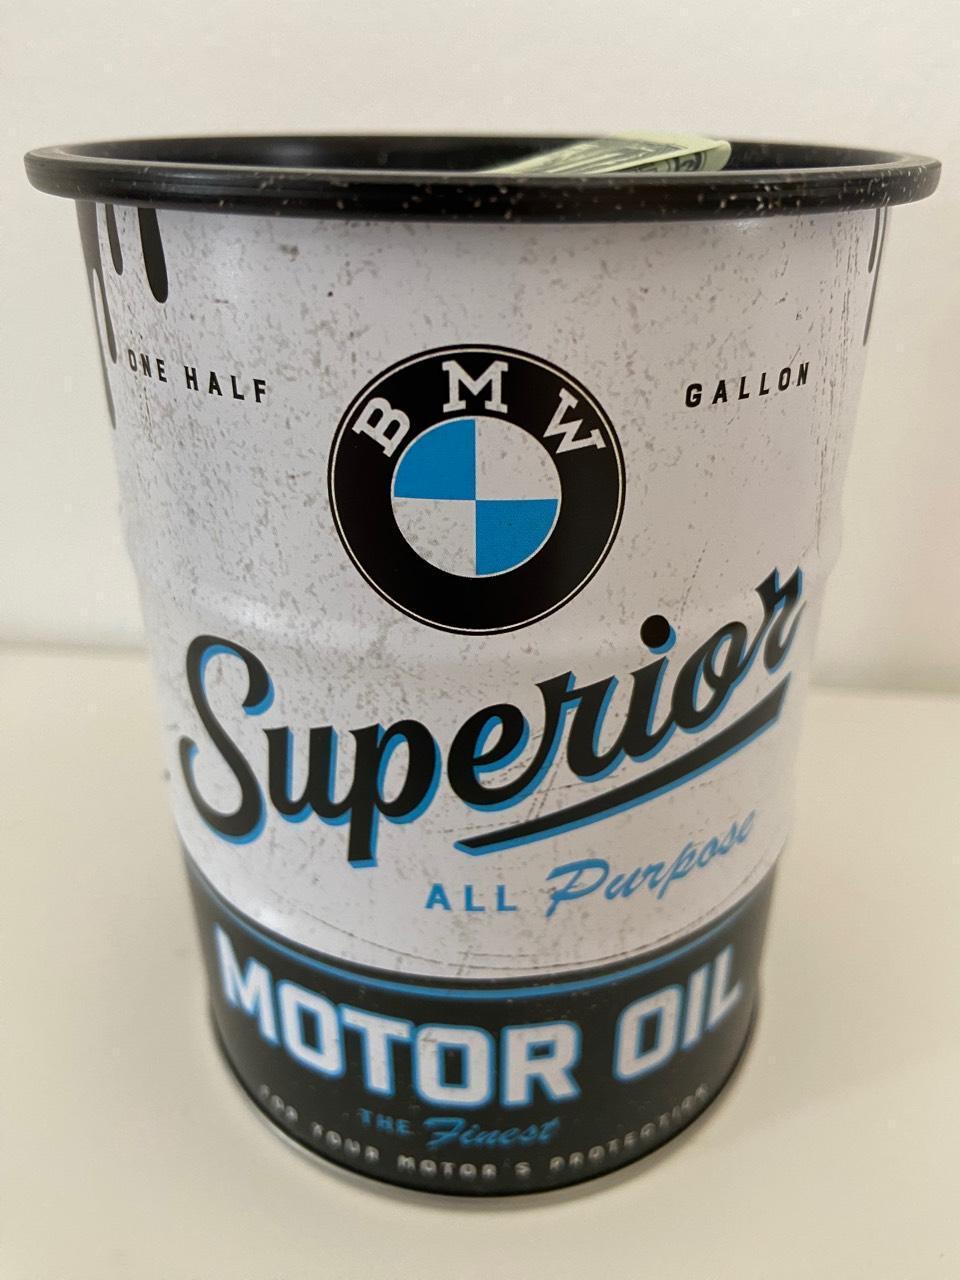 ONE HALF
GALLON
BMW
Superior
ALL Purpose
MOTOR OIL
THE Finest
FOR YOUR MOTOR'S PROTECTION